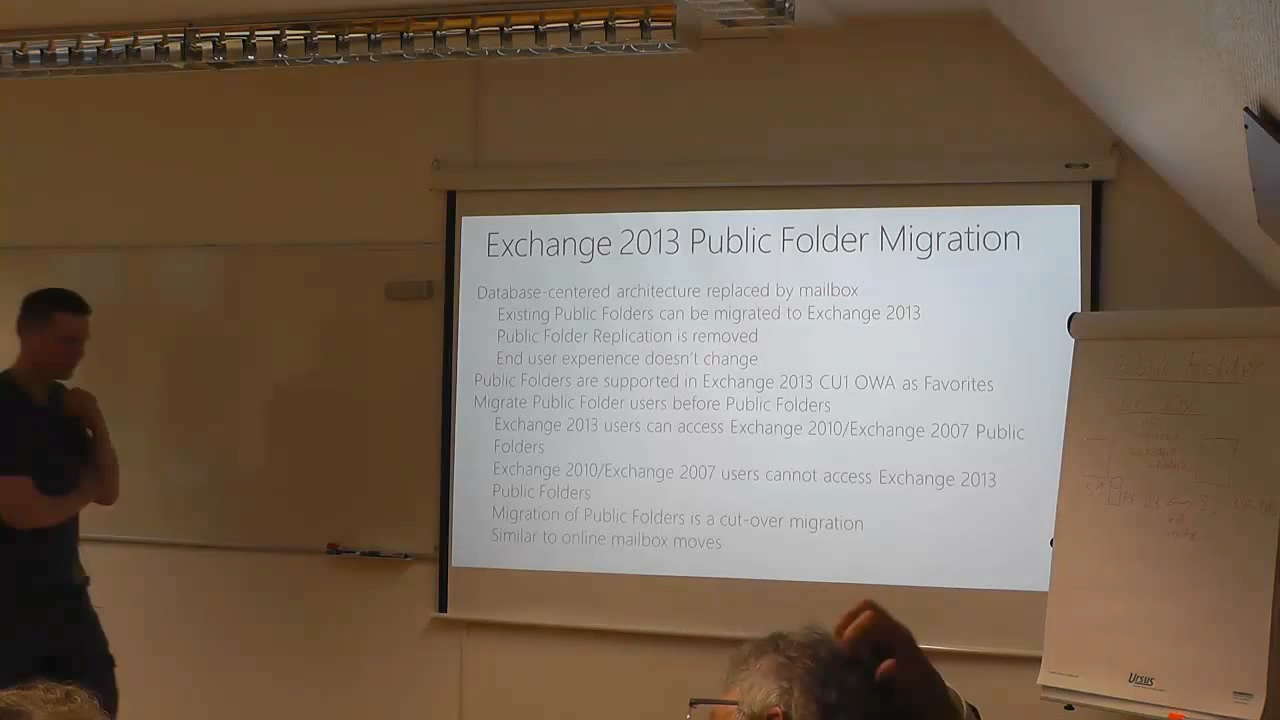 Exchange 2013 Public Folder Migration
Database-centered architecture replaced by mailbox
Existing Public Folders can be migrated to Exchange 2013
Public Folder Replication is removed
End user experience doesn't change
Public Folders are supported in Exchange 2013 CU1 OWA as Favorites
Migrate Public Folder users before Public Folders
Exchange 2013 users can access Exchange 2010/Exchange 2007 Public
Folders
Exchange 2010/Exchange 2007 users cannot access Exchange 2013
Public Folders
Migration of Public Folders is a cut-over migration
Similar to online mailbox moves
Public Folder
Ursus